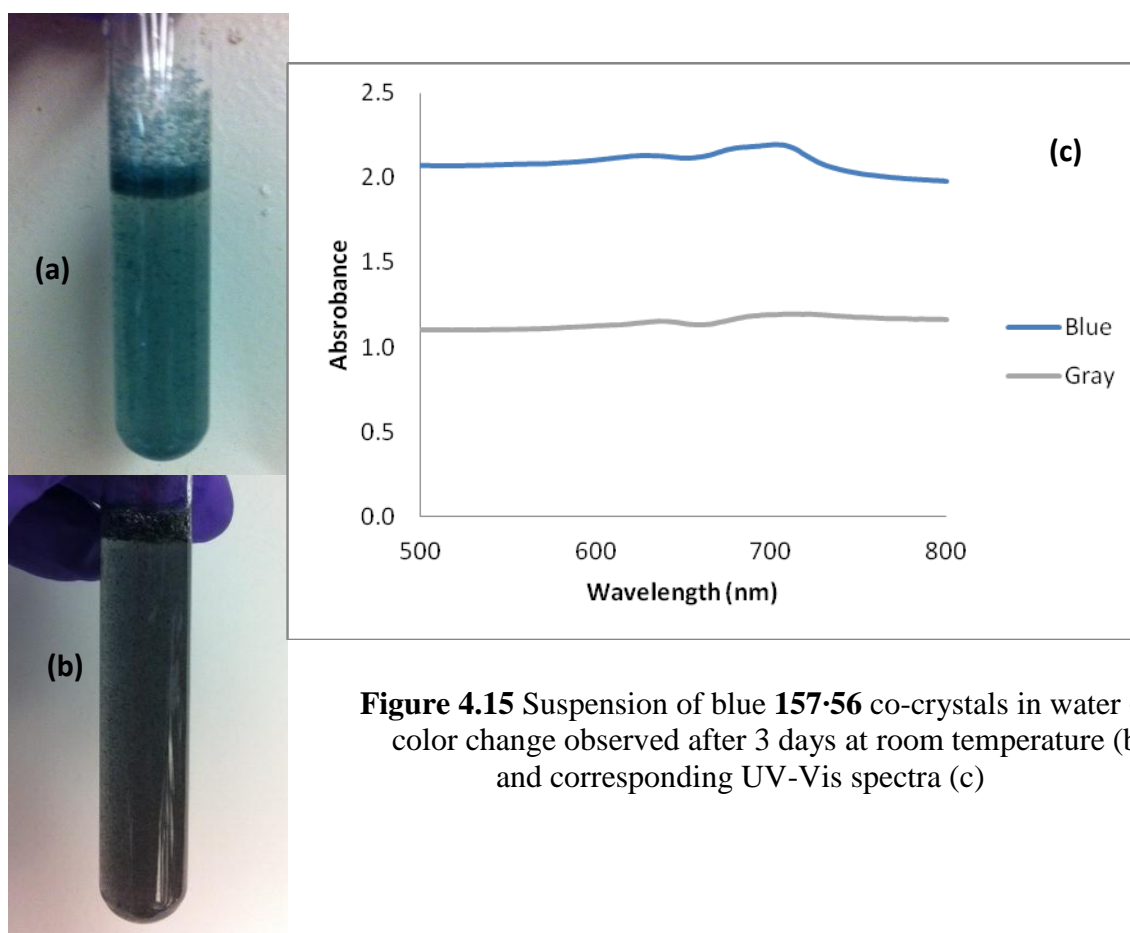 (a)
(b)
2.5
(c)
2.0
1.5
Absrobance
1.0
0.5
0.0
500 600 700 800
Wavelength (nm)
Blue
Gray
Figure 4.15 Suspension of blue 157·56 co-crystals in water
color change observed after 3 days at room temperature (b
and corresponding UV-Vis spectra (c)